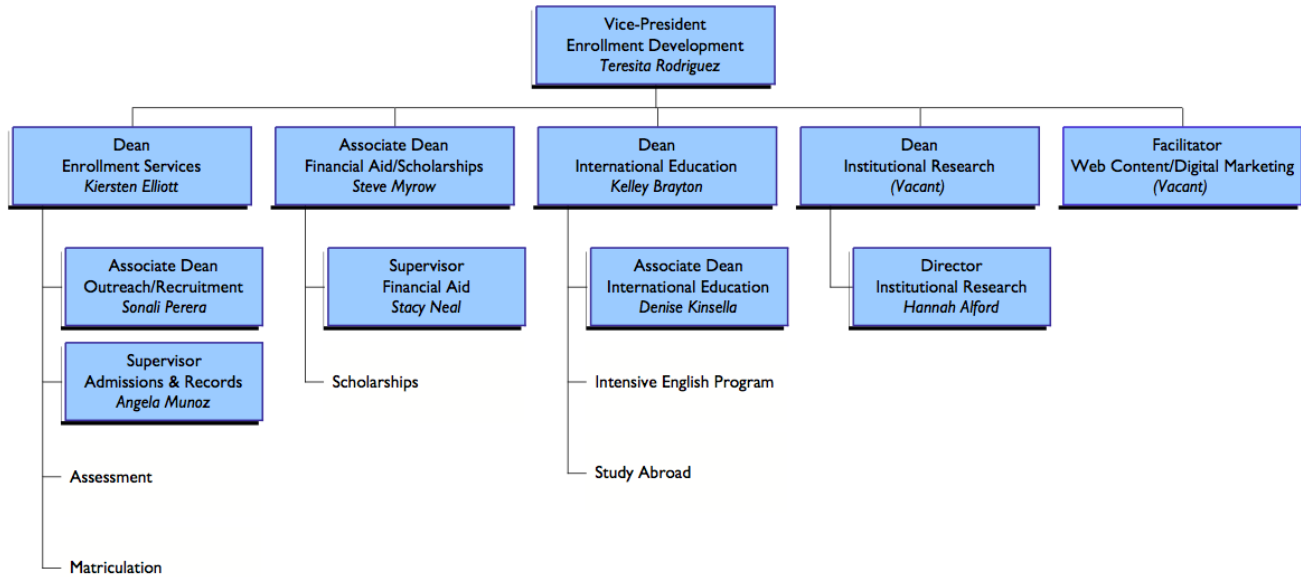 Vice-President
Enrollment Development
Teresita Rodriguez
Dean
Enrollment Services
Kiersten Elliott
Associate Dean
Financial Aid/Scholarships
Steve Myrow
Dean
International Education
Kelley Brayton
Dean
Institutional Research
(Vacant)
Facilitator
Web Content/Digital Marketing
(Vacant)
Associate Dean
Outreach/Recruitment
Sonali Perera
Supervisor
Financial Aid
Stacy Neal
Associate Dean
International Education
Denise Kinsella
Director
Institutional Research
Hannah Alford
Supervisor
Admissions & Records
Angela Munoz
Scholarships
Intensive English Program
Assessment
Study Abroad
Matriculation